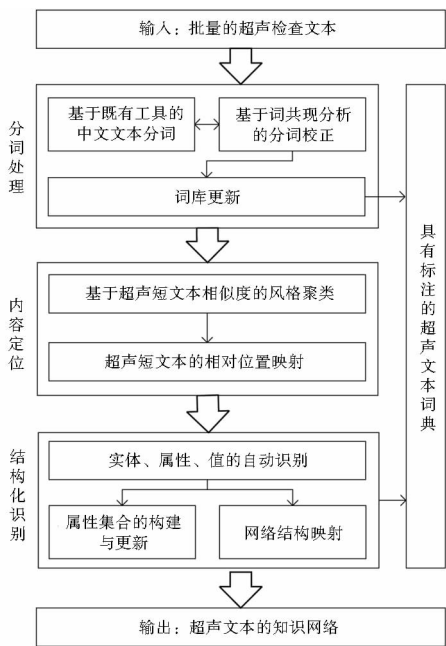 输入：批量的超声检查文本
分词处理
基于既有工具的
中文文本分词
基于词共现分析
的分词校正
词库更新
内容定位
基于超声短文本相似度的风格聚类
超声短文本的相对位置映射
结构化识别
实体、属性、值的自动识别
属性集合的构建
与更新
网络结构映射
具有标注的超声文本词典
输出：超声文本的知识网络